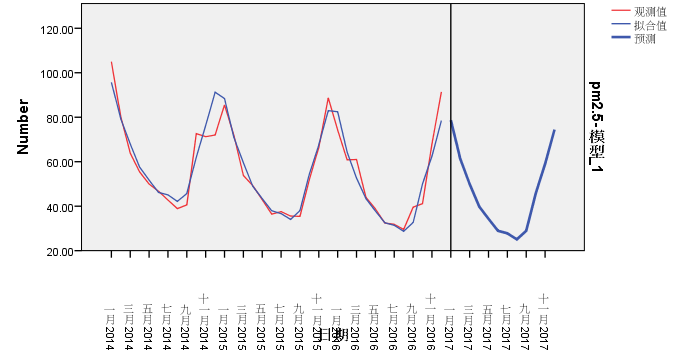 观测值
拟合值
预测
120.00
100.00
80.00
60.00
40.00
20.00
Number
pm2.5-模型_1
一月 2014
三月 2014
五月 2014
七月 2014
九月 2014
十一月 2014
一月 2015
三月 2015
五月 2015
七月 2015
九月 2015
十一月 2015
一月 2016
三月 2016
五月 2016
七月 2016
九月 2016
十一月 2016
一月 2017
三月 2017
五月 2017
七月 2017
九月 2017
十一月 2017
日期